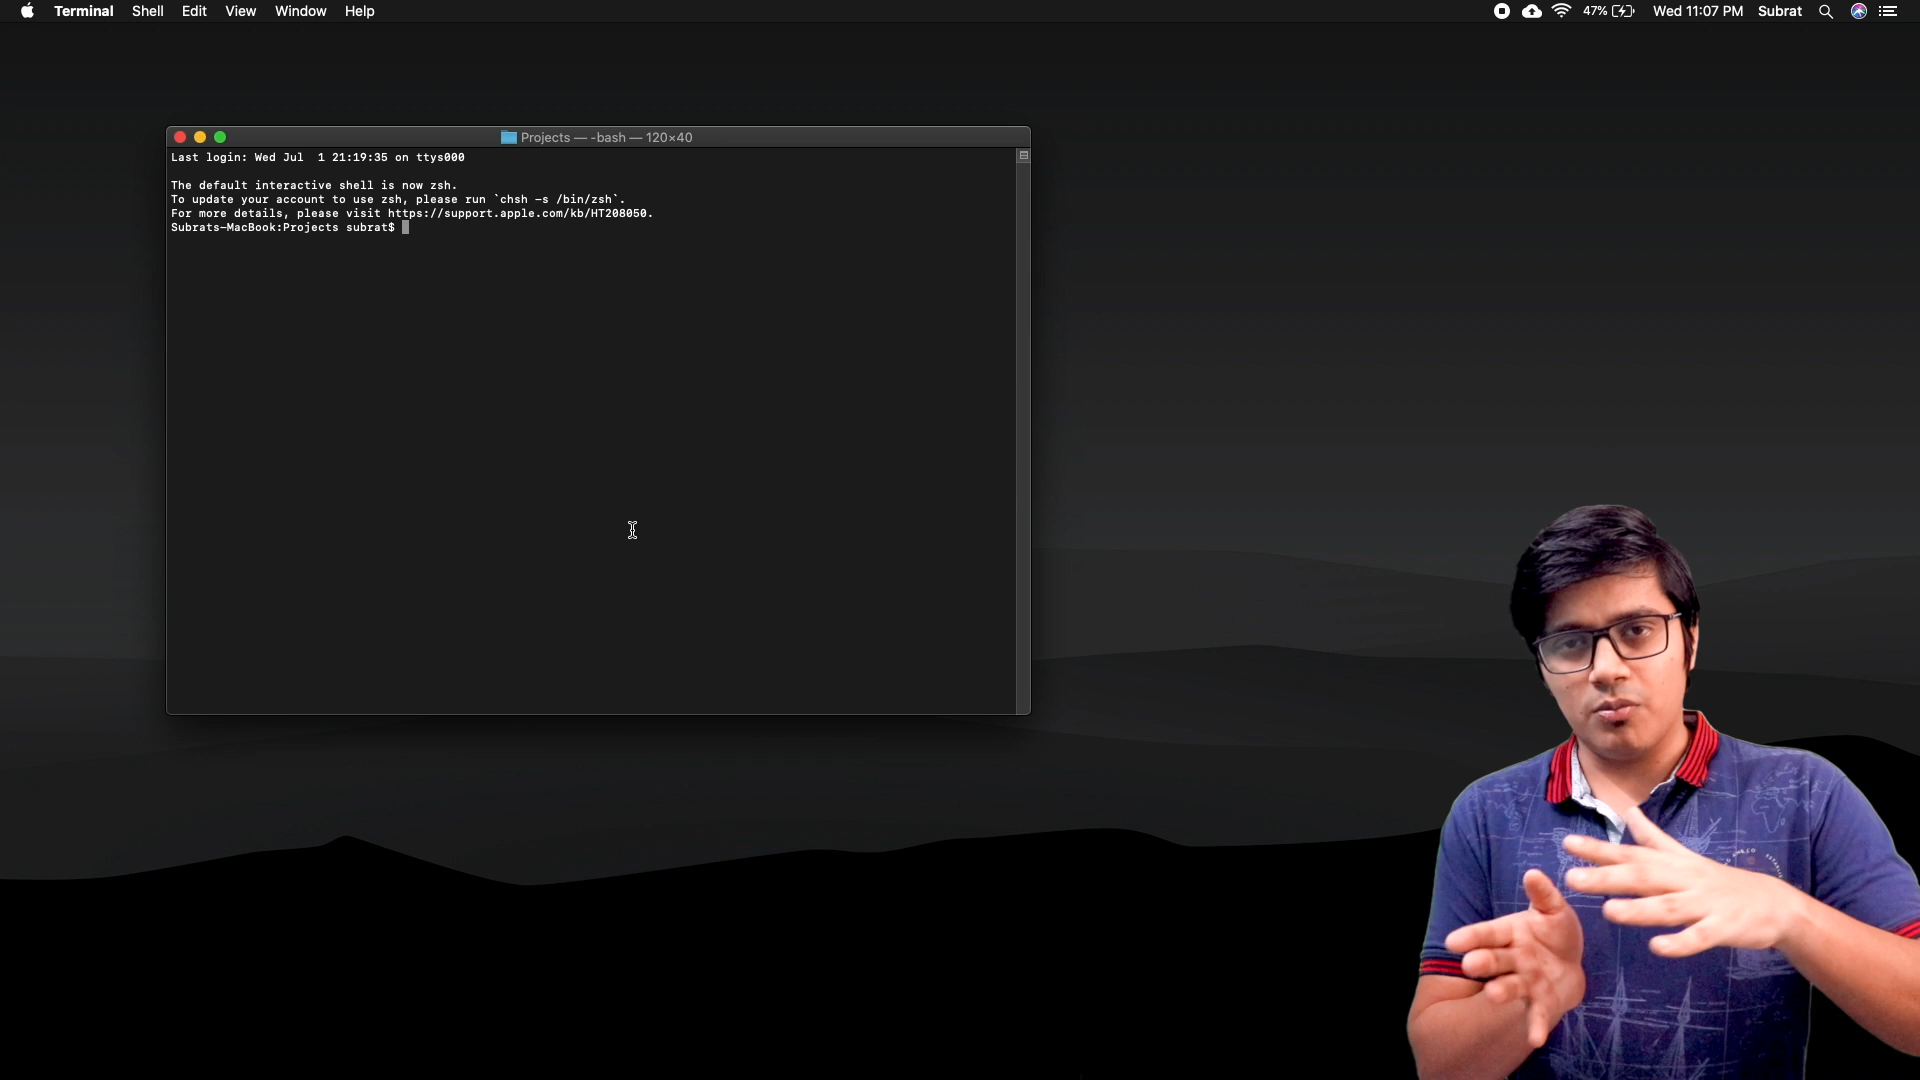 Terminal Shell Edit View Window Help 47% Wed 11:07 PM Subrat
Projects — -bash — 120×40
Last login: Wed Jul  1 21:19:35 on ttys000
The default interactive shell is now zsh.
To update your account to use zsh, please run `chsh -s /bin/zsh`.
For more details, please visit https://support.apple.com/kb/HT208050.
Subrats-MacBook:Projects subrat$